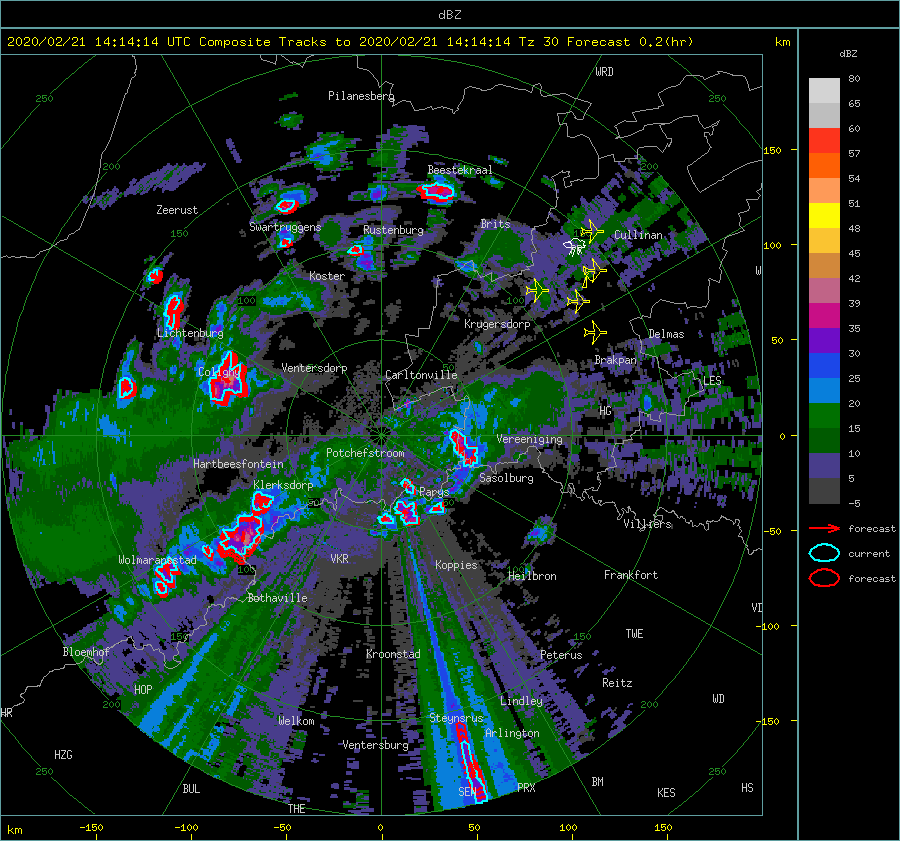 dBZ
2020/02/21 14:14:14 UTC Composite Tracks to 2020/02/21 14:14:14 Tz 30 Forecast 0.2(hr)
km
dBZ
80
65
60
57
54
51
48
45
42
39
35
30
25
20
15
10
5
-5
forecast
current
forecast
WRD
250
Pilanesberg
250
150
200
Beestekraal
200
Zeerust
150
Swartruggens
Rustenburg
Brits
Cullinan
100
W
Koster
100
100
Krugersdorp
Lichtenburg
Delmas
50
Brakpan
Coligny
Ventersdorp
Carltonville
LES
HG
Vereeniging
0
Potchefstroom
Hartbeesfontein
Sasolburg
Klerksdorp
Parys
50
Villiers
-50
Wolmaranstad
VKR
Koppies
100
100
Heilbron
Frankfort
Bothaville
VD
-100
150
150
TWE
Bloemhof
Kroonstad
Peterus
HOP
Reitz
WD
200
Lindley
200
HR
Welkom
Steynsrus
-150
Arlington
Ventersburg
HZG
250
250
BM
BUL
SEN
PRX
KES
HS
THE
km
-150
-100
-50
0
50
100
150